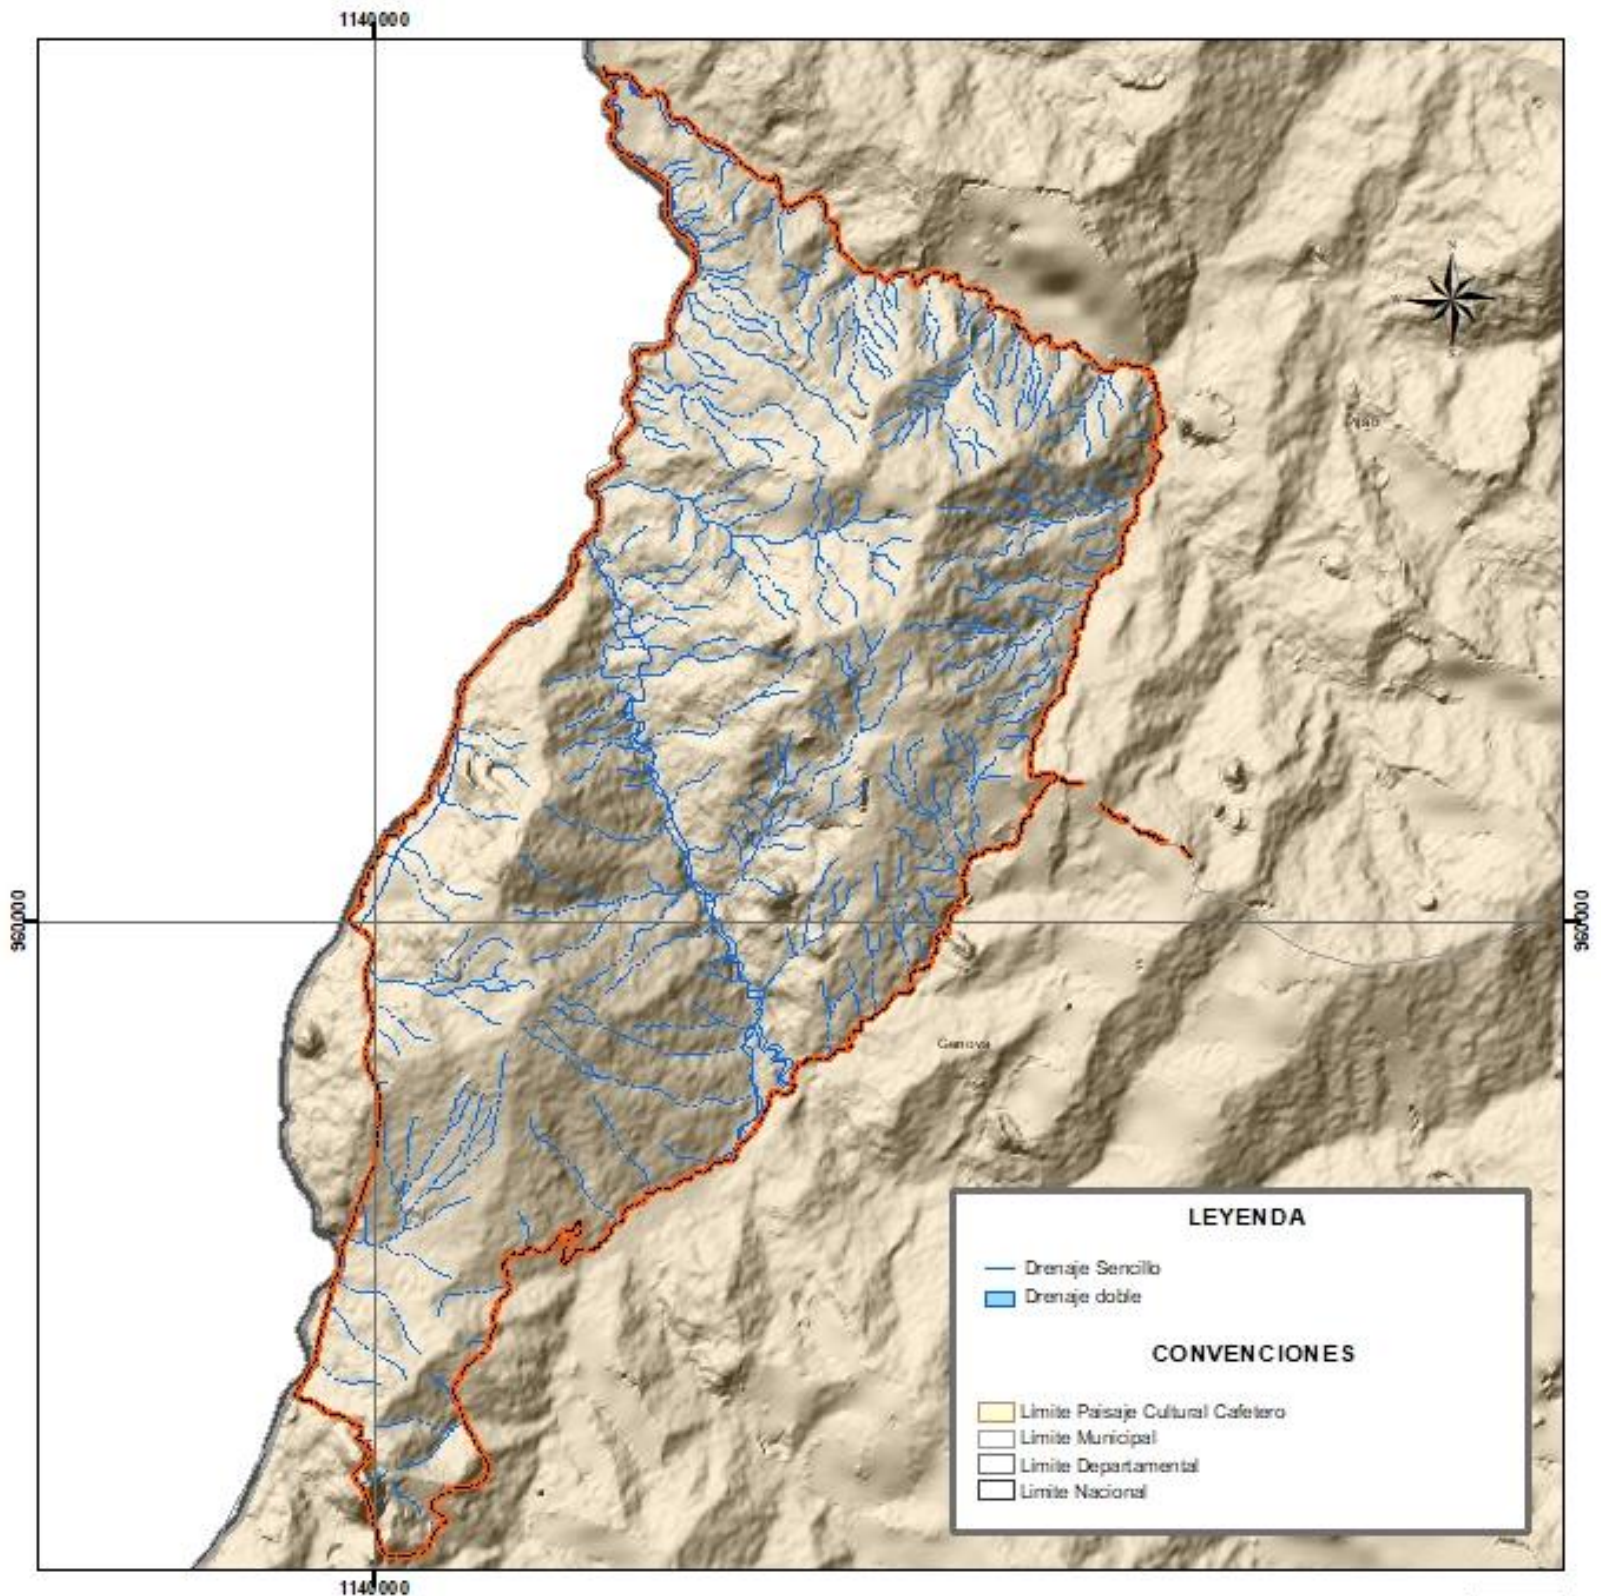 1140000
N
Pijao
960000
960000
Genova
LEYENDA
Drenaje Sencillo
Drenaje doble
CONVENCIONES
Limite Paisaje Cultural Cafetero
Limite Municipal
Limite Departamental
Limite Nacional
1140000